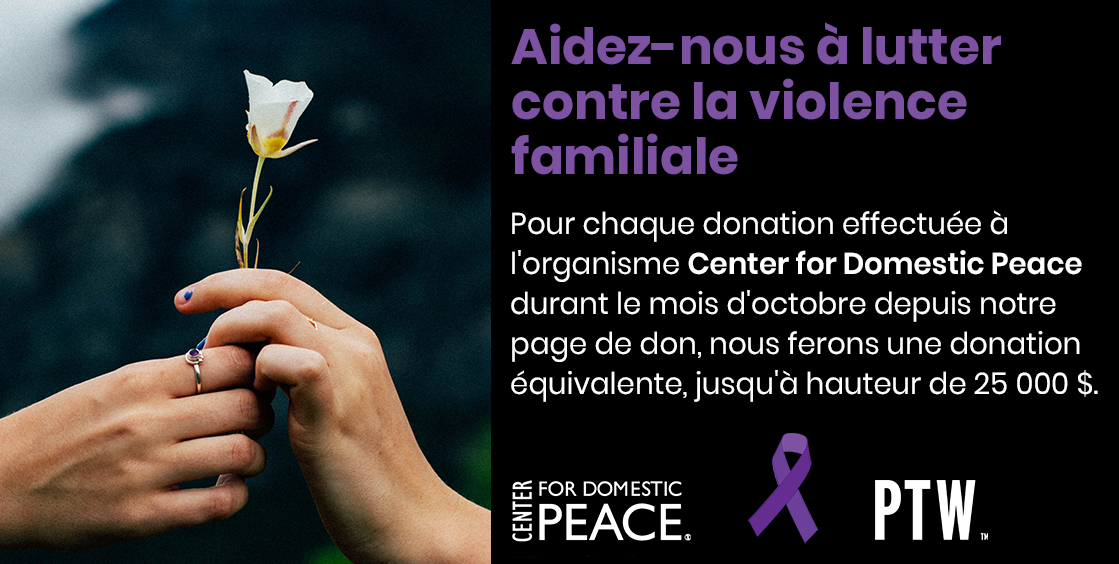 Aidez-nous à lutter
contre la violence
familiale
Pour chaque donation effectuée à
l'organisme Center for Domestic Peace
durant le mois d'octobre depuis notre
page de don, nous ferons une donation
équivalente, jusqu'à hauteur de 25 000 $.
CENTER
FOR DOMESTIC
PEACE®
PTW™